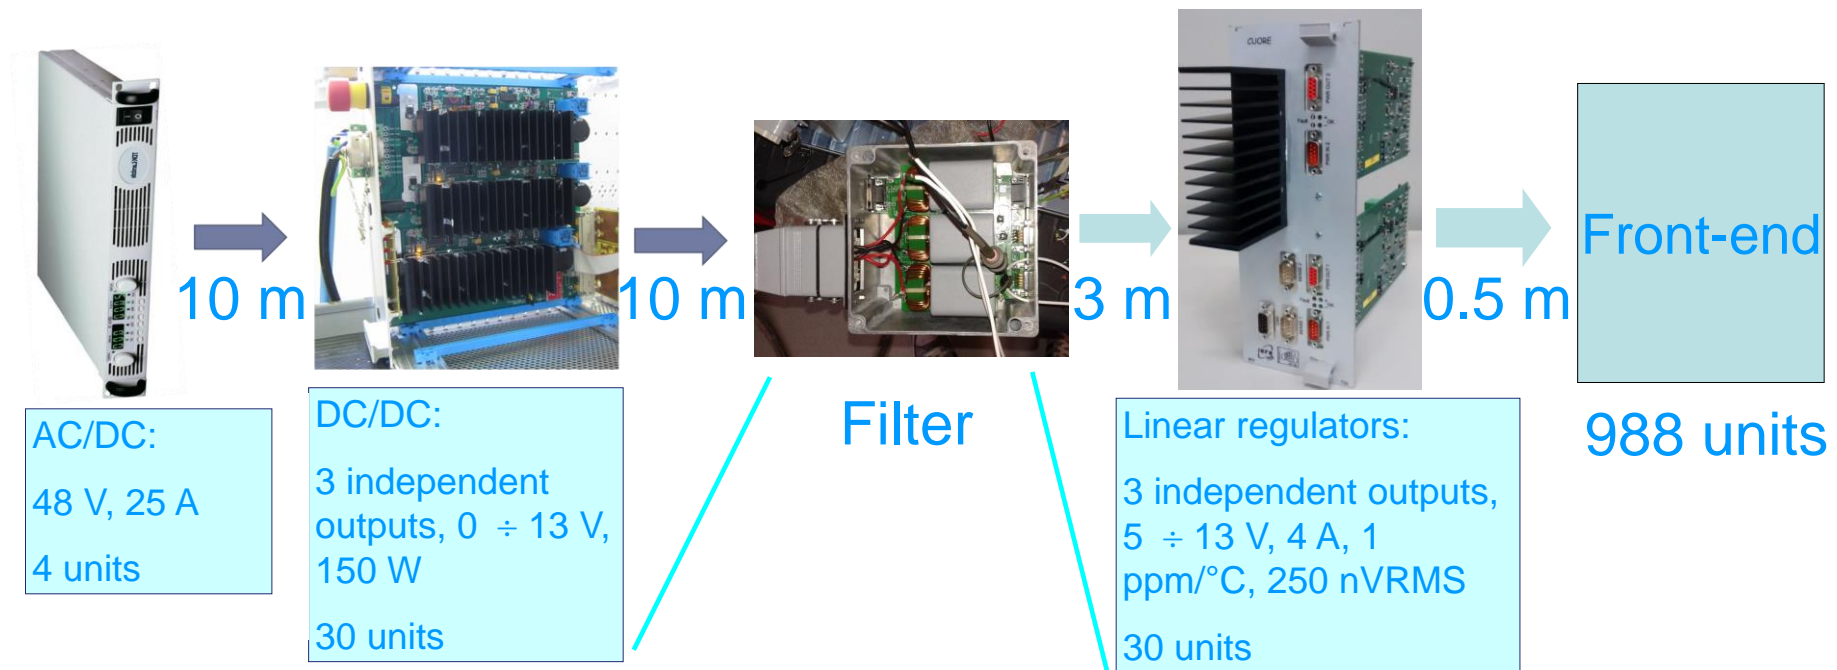 CUORE
Front-end
10 m
10 m
3 m
0.5 m
AC/DC:
48 V, 25 A
4 units
DC/DC:
3 independent
outputs, 0 ÷ 13 V,
150 W
30 units
Filter
Linear regulators:
3 independent outputs,
5 ÷ 13 V, 4 A, 1
ppm/°C, 250 nVRMS
30 units
988 units